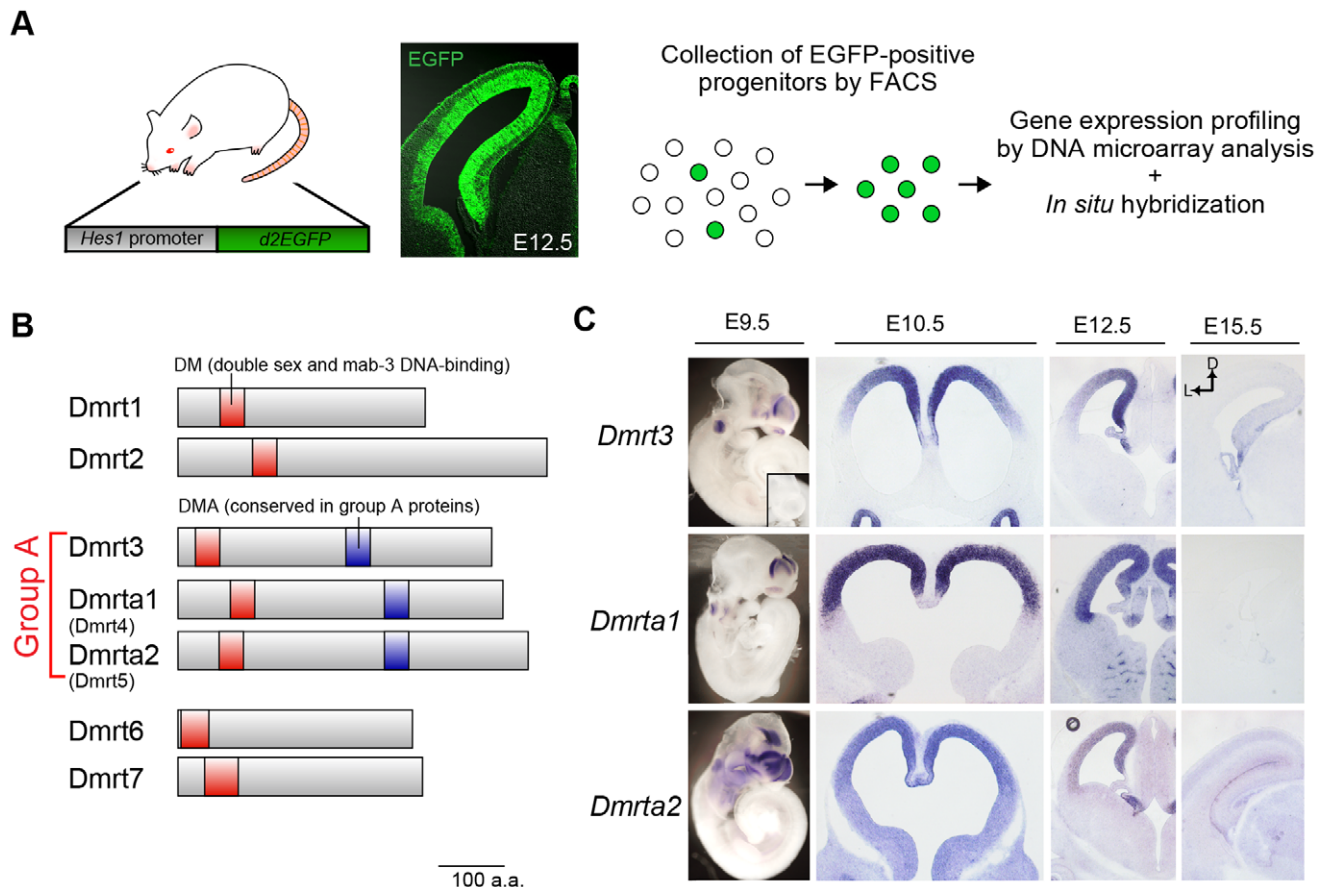 A
EGFP
E12.5
Hes1 promoter
d2EGFP
Collection of EGFP-positive
progenitors by FACS
Gene expression profiling
by DNA microarray analysis
+
In situ hybridization
B
DM (double sex and mab-3 DNA-binding)
Dmrt1
Dmrt2
DMA (conserved in group A proteins)
Group A
Dmrt3
Dmrta1
(Dmrt4)
Dmrta2
(Dmrt5)
Dmrt6
Dmrt7
100 a.a.
C
E9.5 E10.5 E12.5 E15.5
D
L
Dmrt3
Dmrta1
Dmrta2